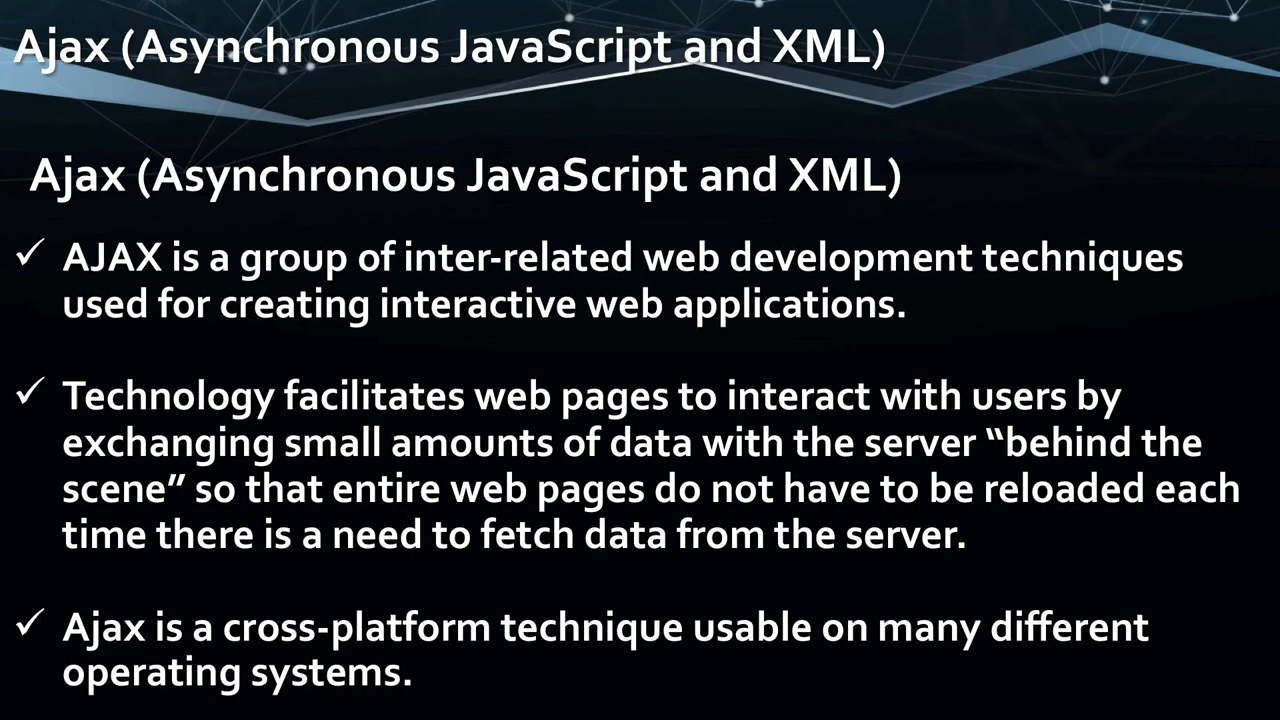 Ajax (Asynchronous JavaScript and XML)
Ajax (Asynchronous JavaScript and XML)
✓ AJAX is a group of inter-related web development techniques
used for creating interactive web applications.
✓ Technology facilitates web pages to interact with users by
exchanging small amounts of data with the server “behind the
scene” so that entire web pages do not have to be reloaded each
time there is a need to fetch data from the server.
✓ Ajax is a cross-platform technique usable on many different
operating systems.